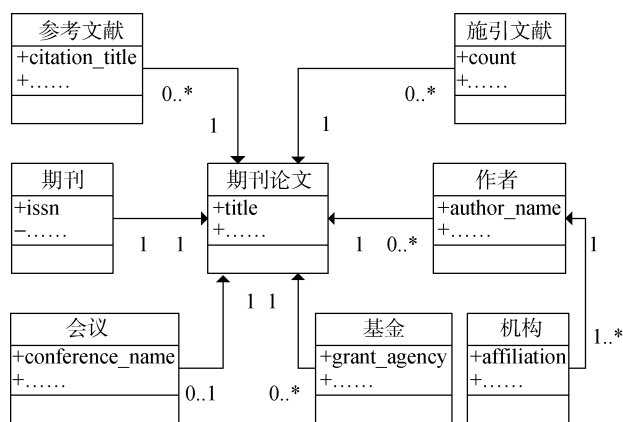 参考文献
+citation_title
+……
施引文献
+count
+……
0..*
1
0..*
1
期刊
+issn
−……
期刊论文
+title
+……
作者
+author_name
+……
1
1
1
0..*
1
会议
+conference_name
+……
0..1
1
1
基金
+grant_agency
+……
0..*
机构
+affiliation
+……
1..*